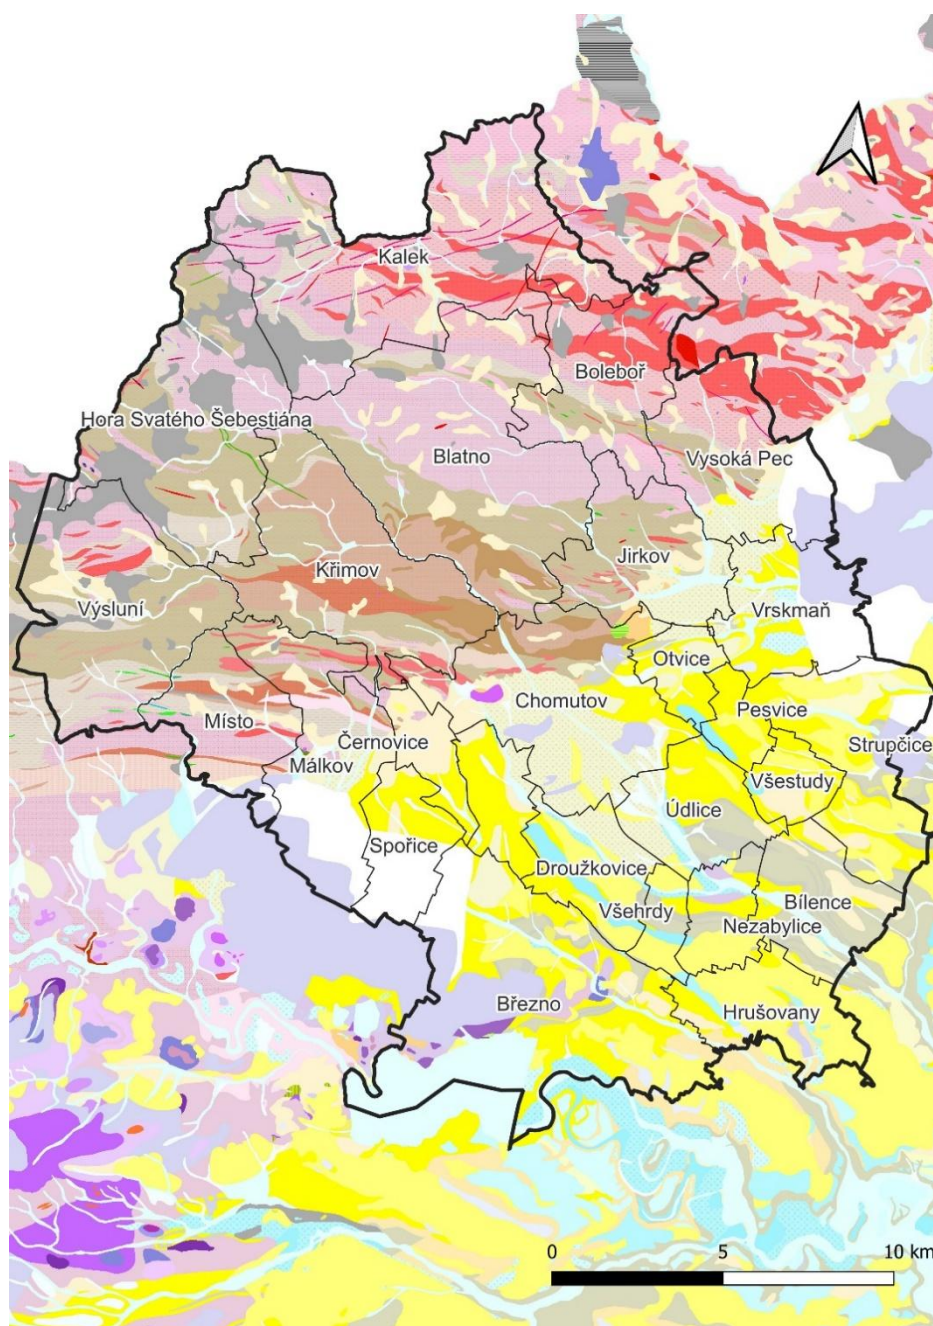 Kalek
Boleboř
Hora Svatého Šebestiána
Blatno
Vysoká Pec
Jirkov
Křimov
Výsluní
Vrskmaň
Otvice
Chomutov
Pesvice
Místo
Černovice
Strupčice
Málkov
Všestudy
Údlice
Spořice
Droužkovice
Všehrdy
Bílence
Nezabylice
Březno
Hrušovany
0 5 10 km